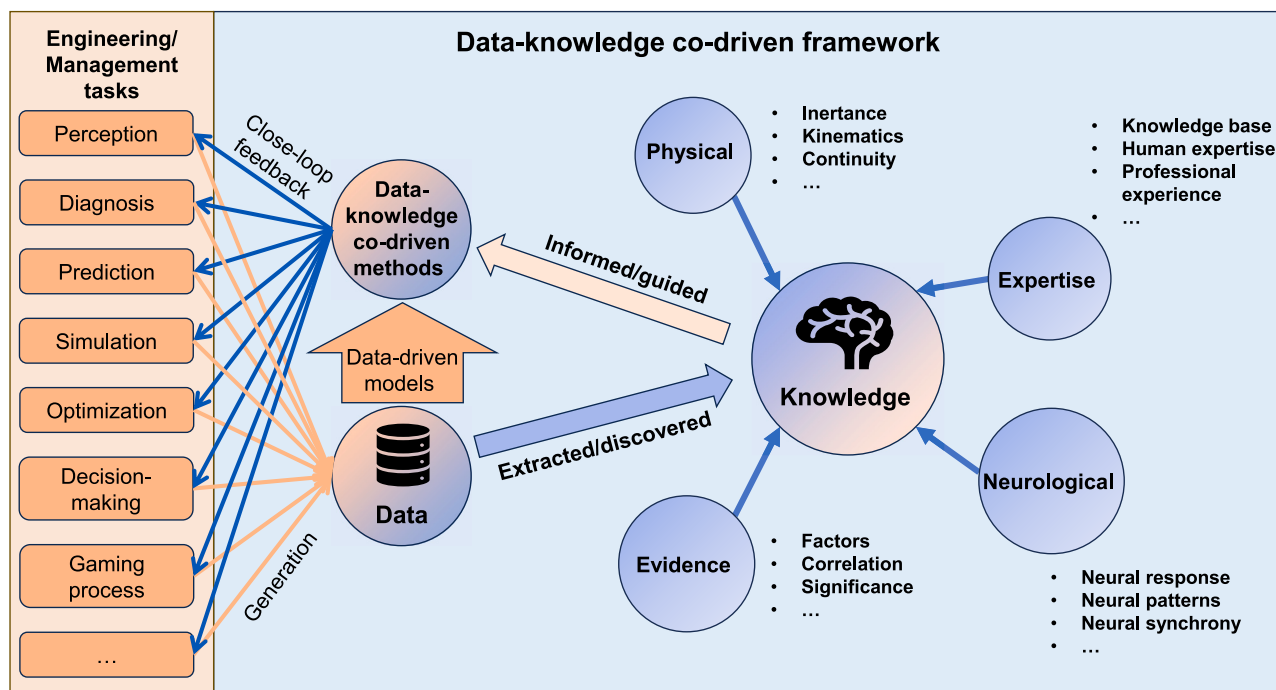 Engineering/
Management
tasks
Perception
Diagnosis
Prediction
Simulation
Optimization
Decision-
making
Gaming
process
…
Data-knowledge co-driven framework
Close-loop
feedback
Data-
knowledge
co-driven
methods
Data-driven
models
Data
Generation
Informed/guided
Extracted/discovered
Physical
• Inertance
• Kinematics
• Continuity
• …
• Knowledge base
• Human expertise
• Professional
experience
• …
Expertise
Knowledge
Neurological
• Neural response
• Neural patterns
• Neural synchrony
• …
Evidence
• Factors
• Correlation
• Significance
• …